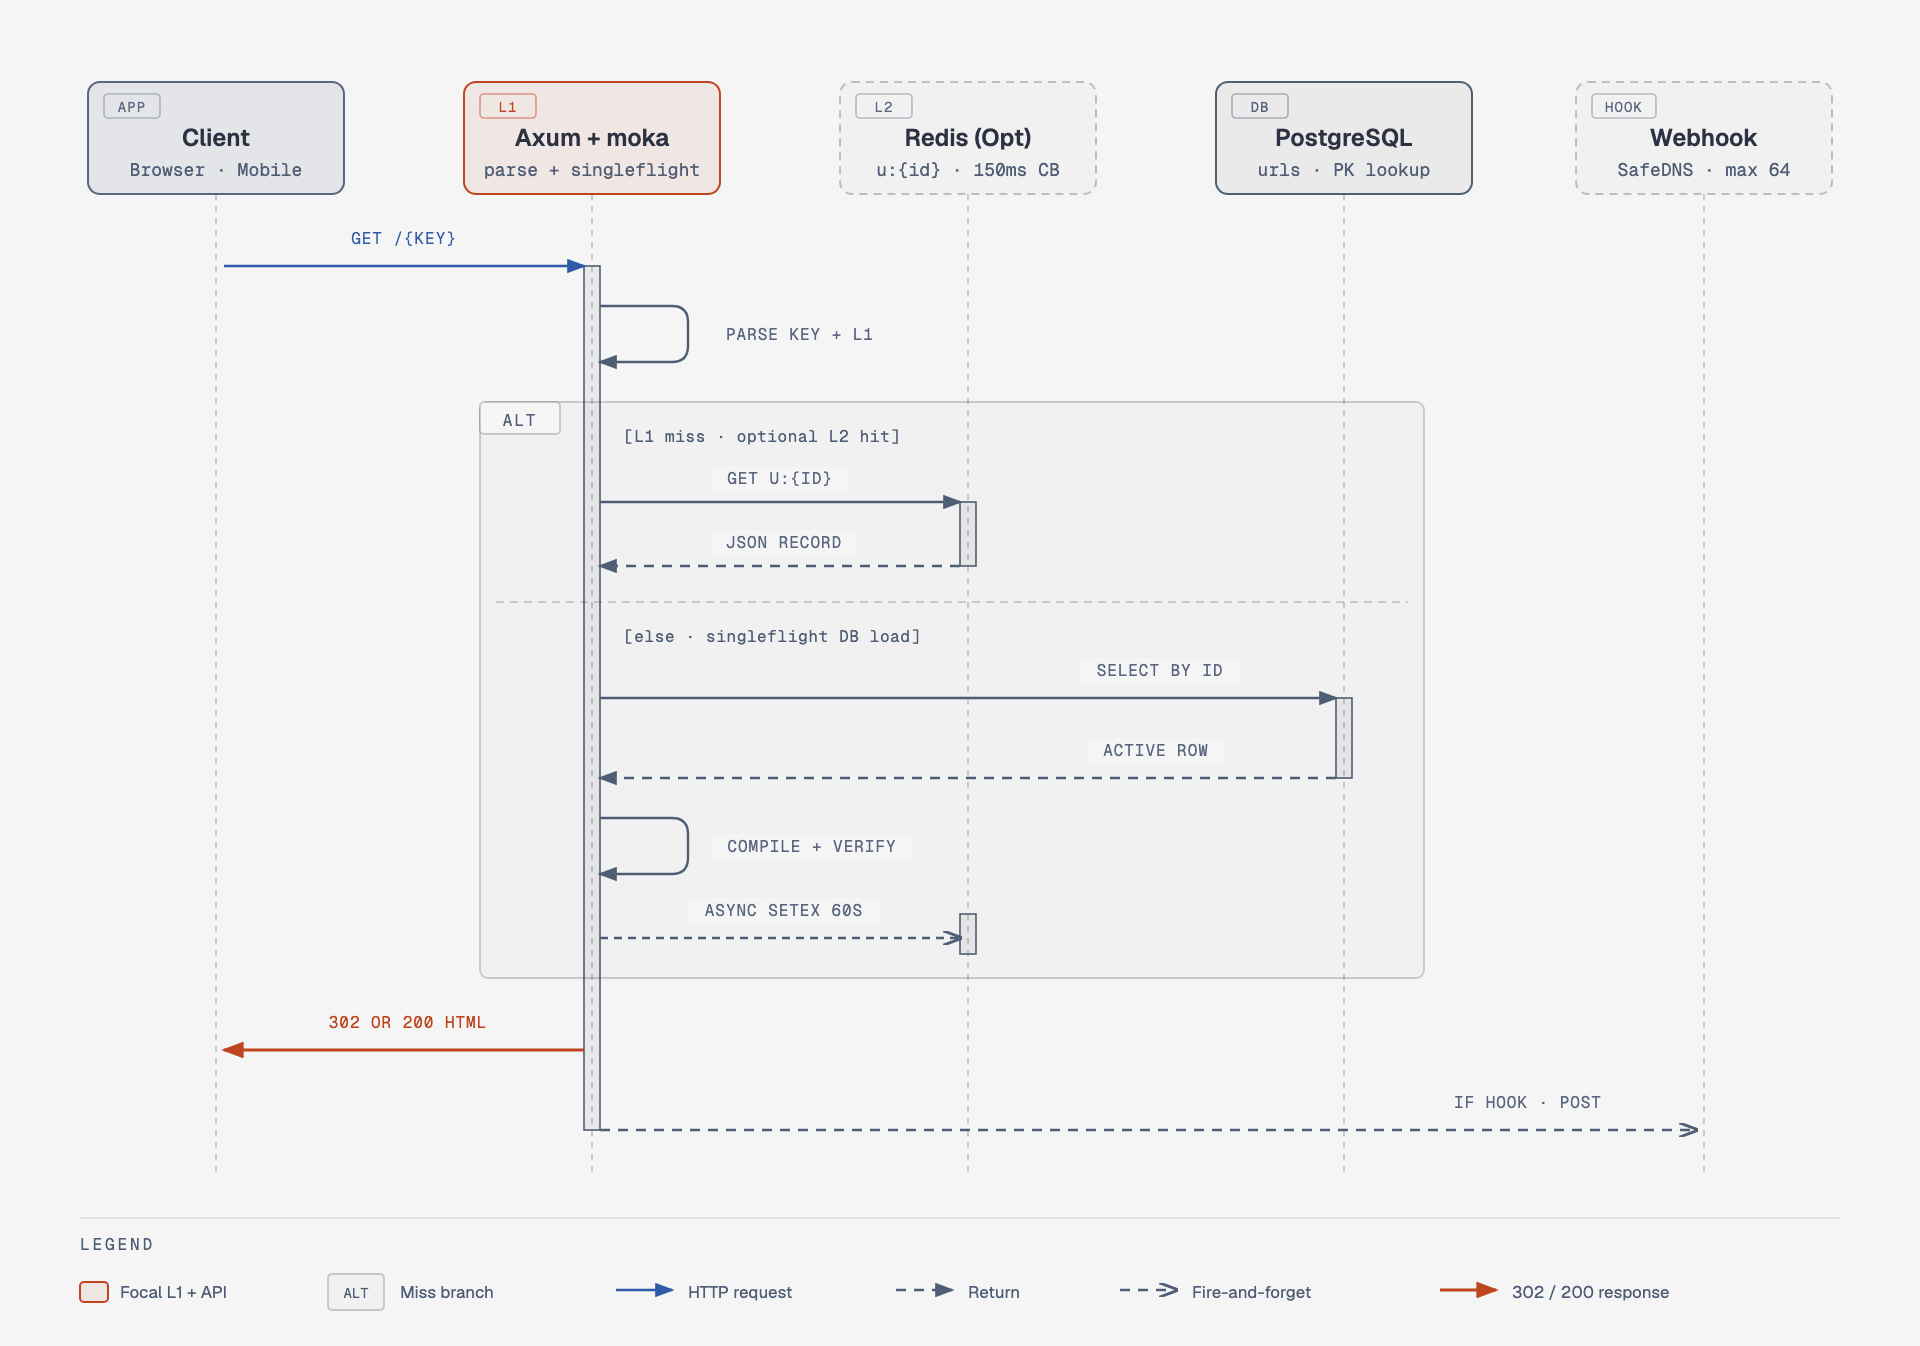 APP
Client
Browser · Mobile
L1
Axum + moka
parse + singleflight
L2
Redis (Opt)
u:{id} · 150ms CB
DB
PostgreSQL
urls · PK lookup
HOOK
Webhook
SafeDNS · max 64
GET /{KEY}
PARSE KEY + L1
ALT
[L1 miss · optional L2 hit]
GET U:{ID}
JSON RECORD
[else · singleflight DB load]
SELECT BY ID
ACTIVE ROW
COMPILE + VERIFY
ASYNC SETEX 60S
302 OR 200 HTML
IF HOOK · POST
LEGEND
Focal L1 + API
ALT
Miss branch
HTTP request
Return
Fire-and-forget
302 / 200 response